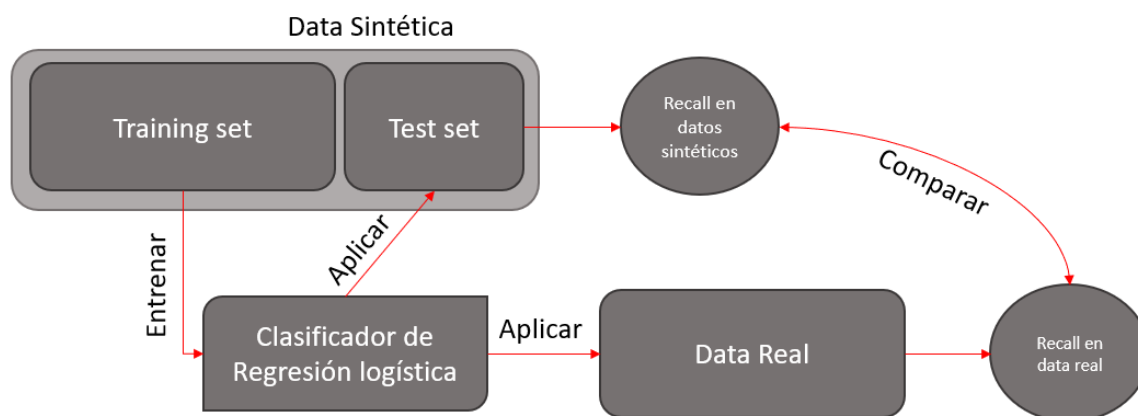 Data Sintética
Training set
Test set
Recall en
datos
sintéticos
Comparar
Entrenar
Aplicar
Clasificador de
Regresión logística
Aplicar
Data Real
Recall en
data real